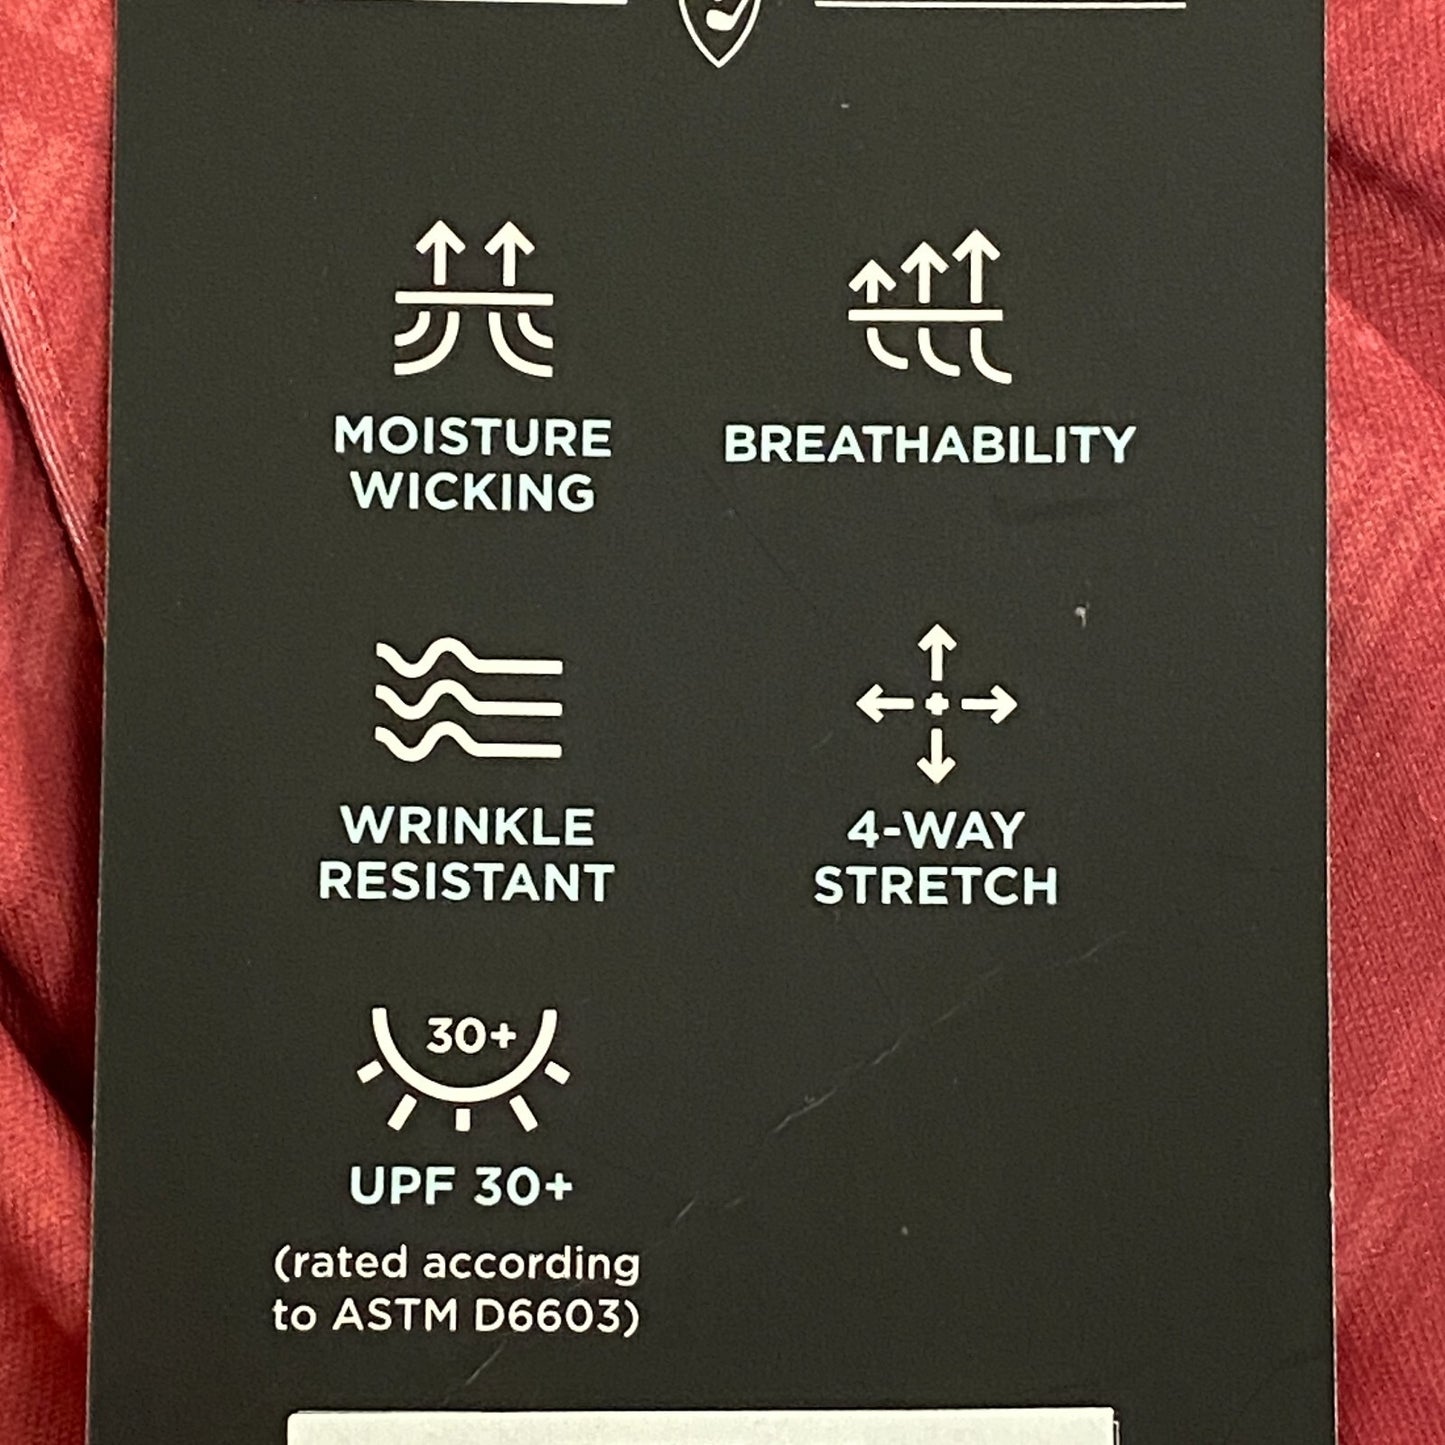 MOISTURE
WICKING
BREATHABILITY
WRINKLE
RESISTANT
4-WAY
STRETCH
30+
UPF 30+
(rated according
to ASTM D6603)